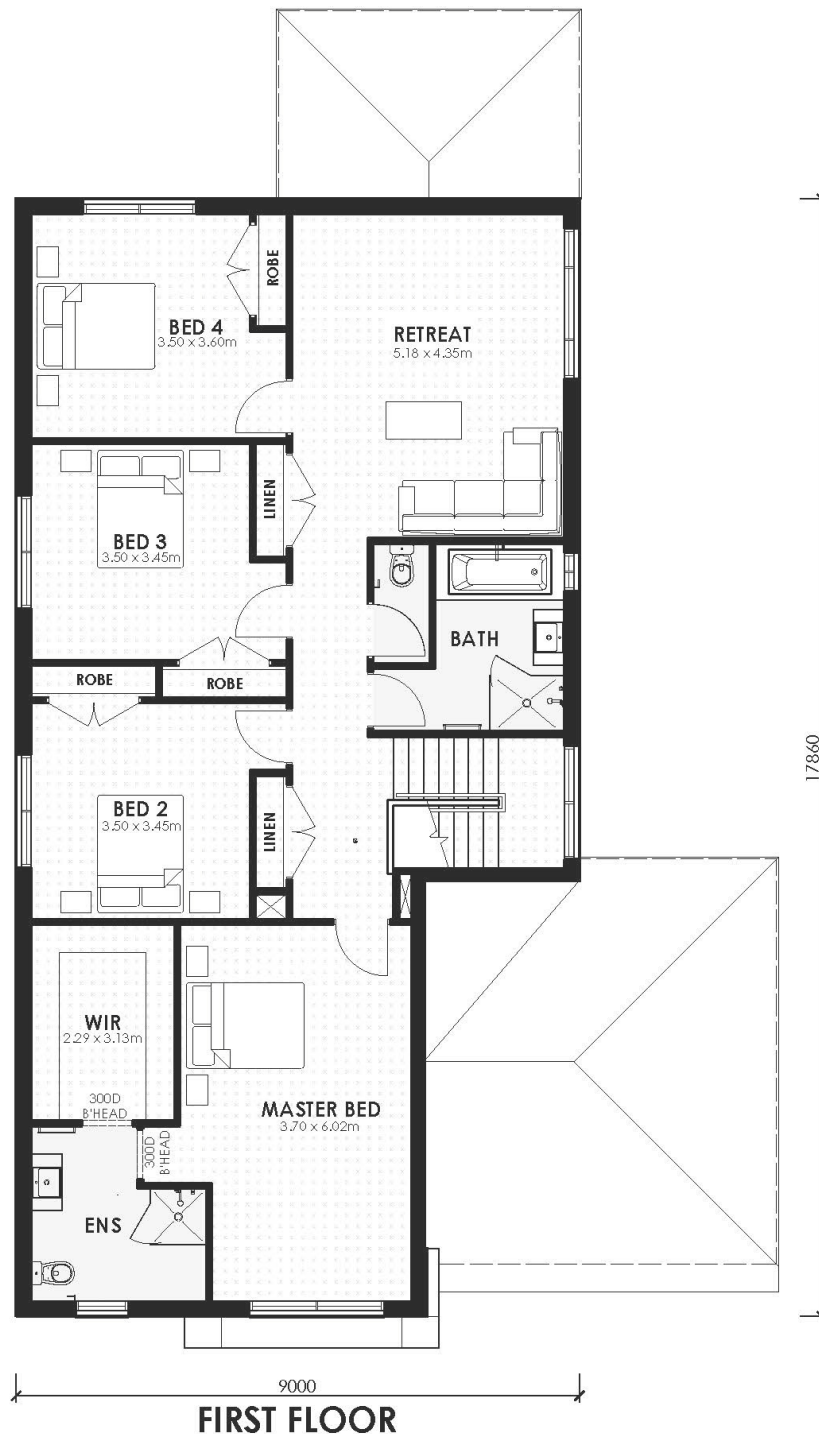 ROBE
BED 4
3.50 x 3.60m
RETREAT
5.18 x 4.35m
LINEN
BED 3
3.50 x 3.45m
BATH
ROBE
ROBE
17860
BED 2
3.50 x 3.45m
LINEN
WIR
2.29 x 3.13m
300D
B'HEAD
MASTER BED
3.70 x 6.02m
300D
B'HEAD
ENS
9000
FIRST FLOOR